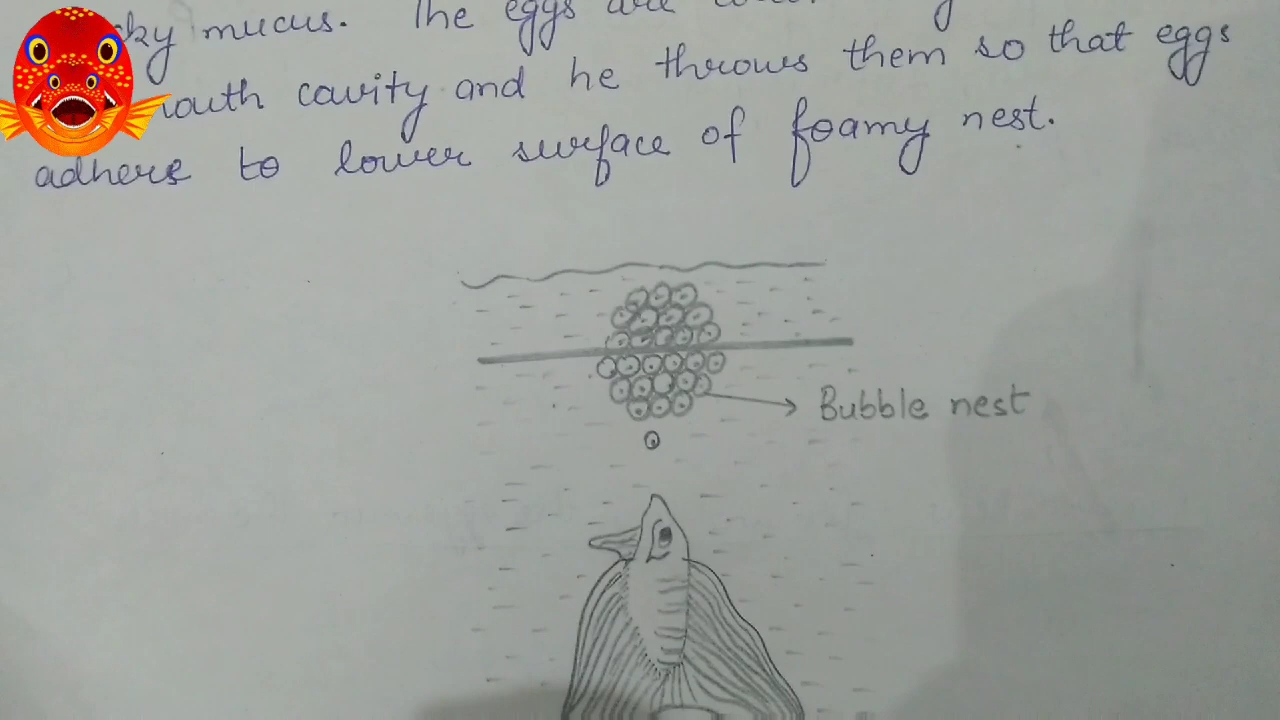 mucus. The eggs are
mouth cavity and he throws them so that eggs
adhere to lower surface of foamy nest.
Bubble nest